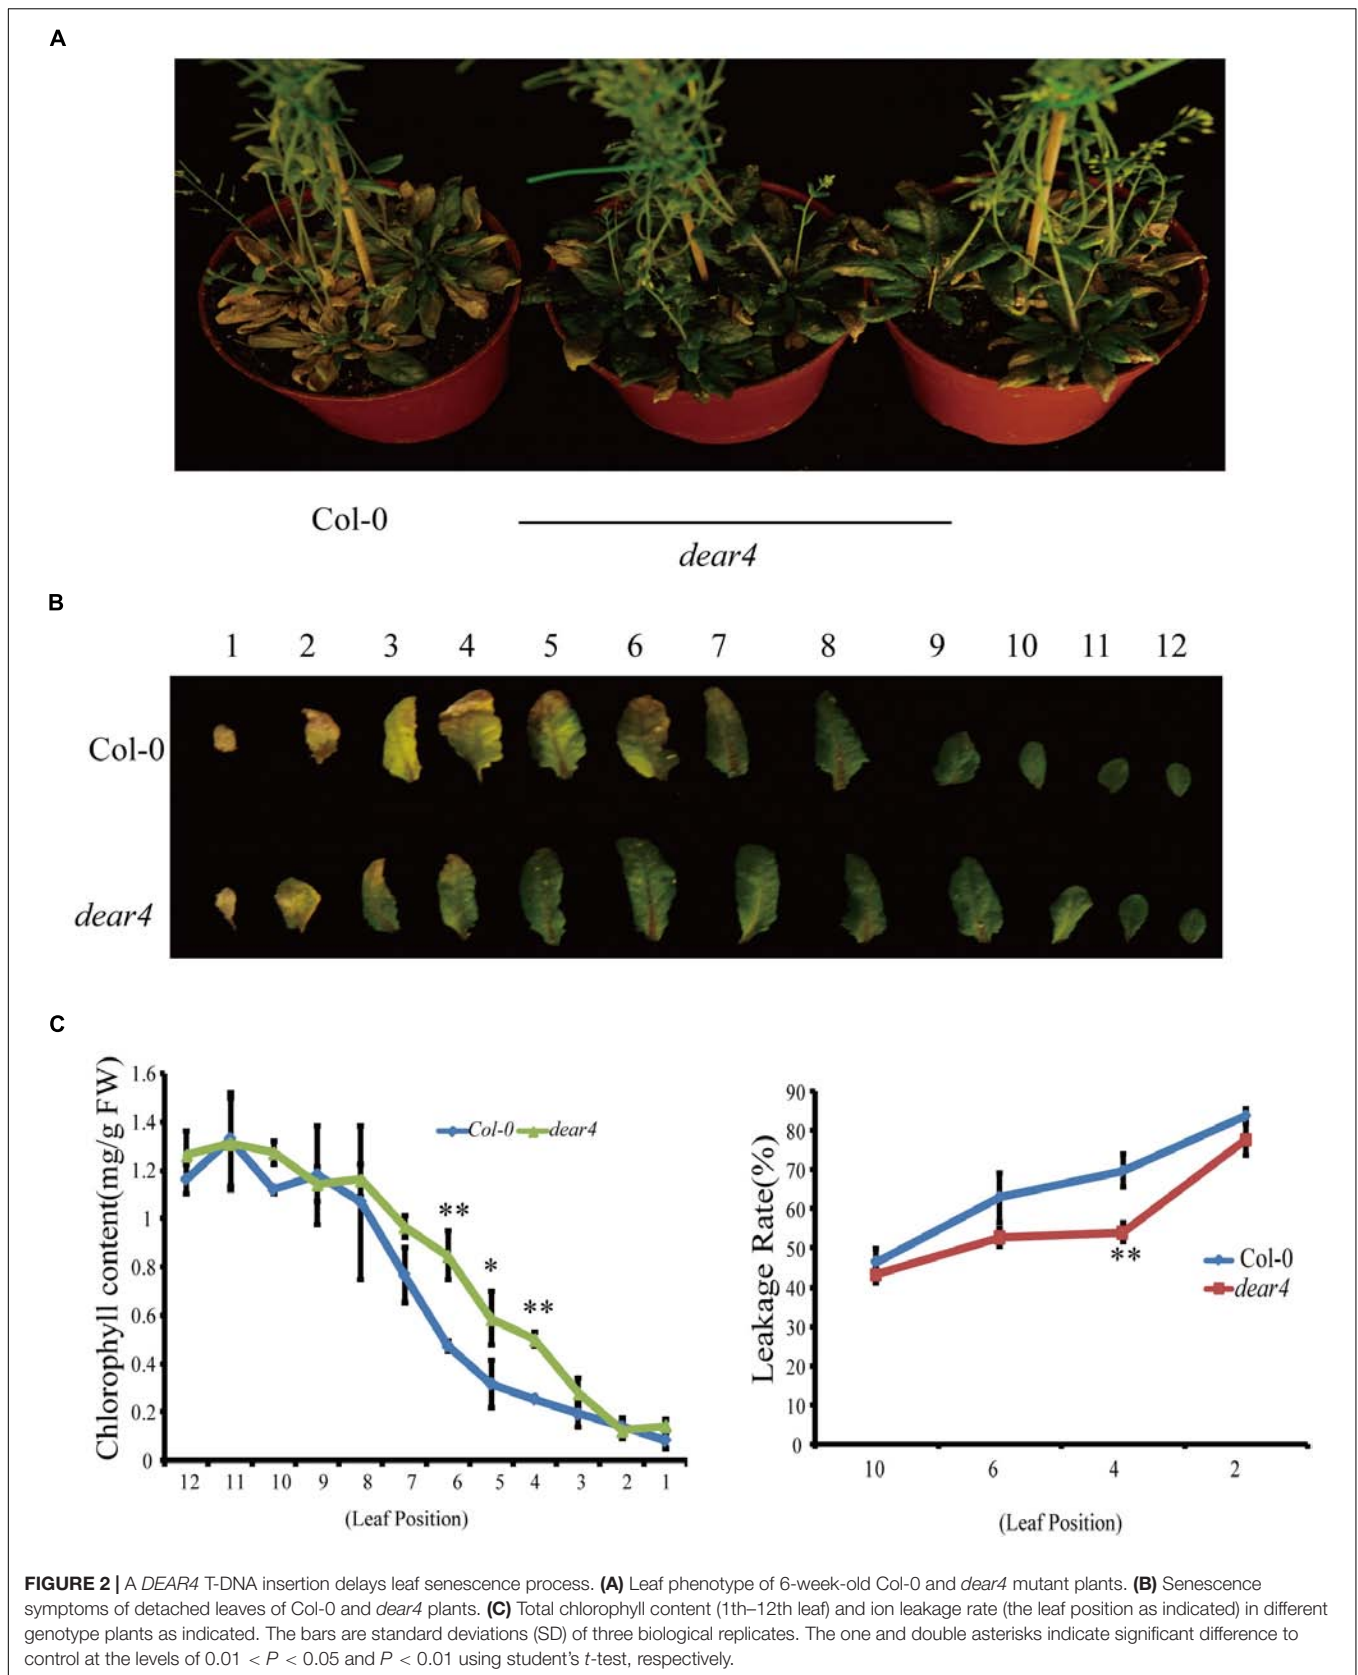 A
Col-0
dear4
B
1 2 3 4 5 6 7 8 9 10 11 12
Col-0
dear4
C
Chlorophyll content(mg/g FW)
1.6
1.4
1.2
1
0.8
0.6
0.4
0.2
0
Col-0 dear4
**
*
**
12 11 10 9 8 7 6 5 4 3 2 1
(Leaf Position)
Leakage Rate(%)
90
80
70
60
50
40
30
20
10
0
**
Col-0
dear4
10 6 4 2
(Leaf Position)
FIGURE 2 | A DEAR4 T-DNA insertion delays leaf senescence process. (A) Leaf phenotype of 6-week-old Col-0 and dear4 mutant plants. (B) Senescence
symptoms of detached leaves of Col-0 and dear4 plants. (C) Total chlorophyll content (1th–12th leaf) and ion leakage rate (the leaf position as indicated) in different
genotype plants as indicated. The bars are standard deviations (SD) of three biological replicates. The one and double asterisks indicate significant difference to
control at the levels of 0.01 < P < 0.05 and P < 0.01 using student's t-test, respectively.